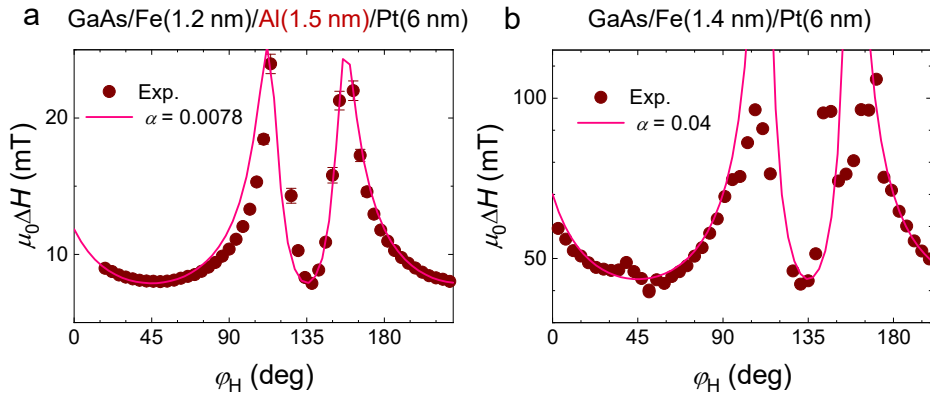 a
GaAs/Fe(1.2 nm)/Al(1.5 nm)/Pt(6 nm)
Exp.
α = 0.0078
20
10
μ₀ΔH (mT)
0 45 90 135 180
φH (deg)
b
GaAs/Fe(1.4 nm)/Pt(6 nm)
Exp.
α = 0.04
100
50
μ₀ΔH (mT)
0 45 90 135 180
φH (deg)